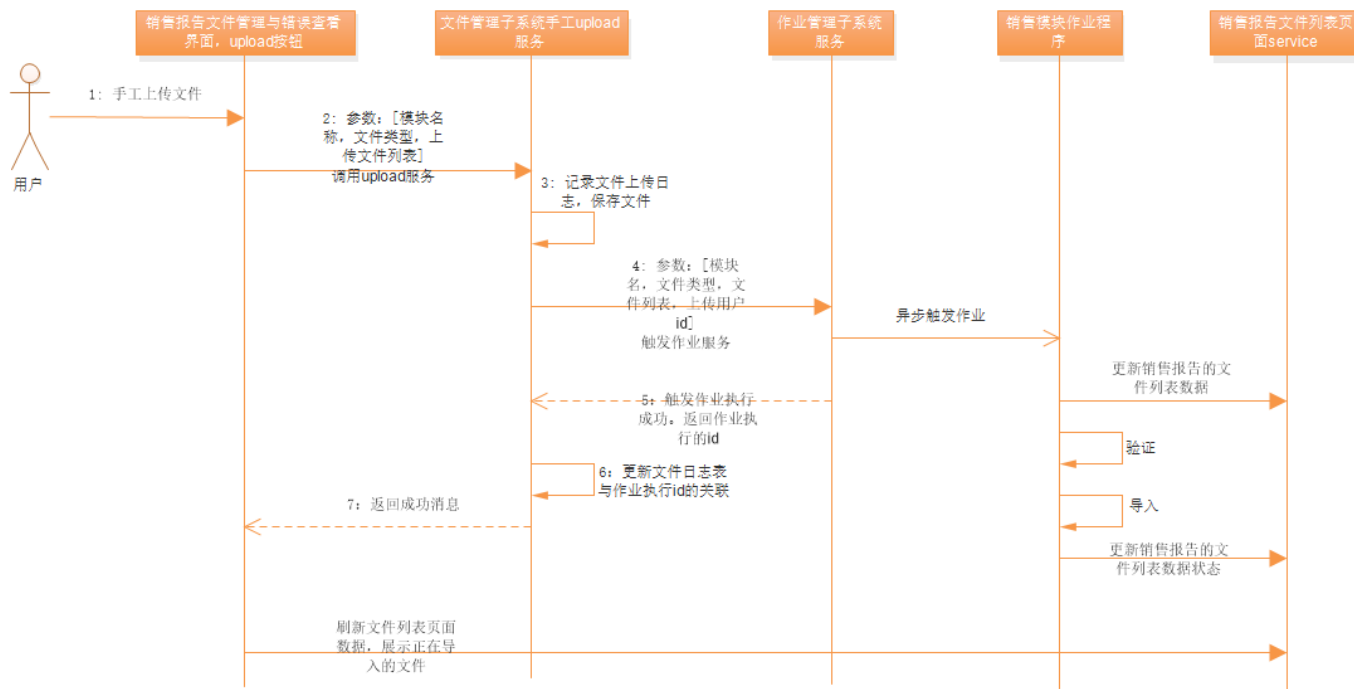 销售报告文件管理与错误查看
界面，upload按钮
文件管理子系统手工upload
服务
作业管理子系统
服务
销售模块作业程
序
销售报告文件列表页
面service
用户
1: 手工上传文件
2: 参数：[模块名
称，文件类型，上
传文件列表]
调用upload服务
3: 记录文件上传日
志，保存文件
4: 参数：[模块
名，文件类型，文
件列表，上传用户
id]
触发作业服务
异步触发作业
更新销售报告的文
件列表数据
5：触发作业执行
成功。返回作业执
行的id
验证
6：更新文件日志表
与作业执行id的关联
7：返回成功消息
导入
更新销售报告的文
件列表数据状态
刷新文件列表页面
数据，展示正在导
入的文件